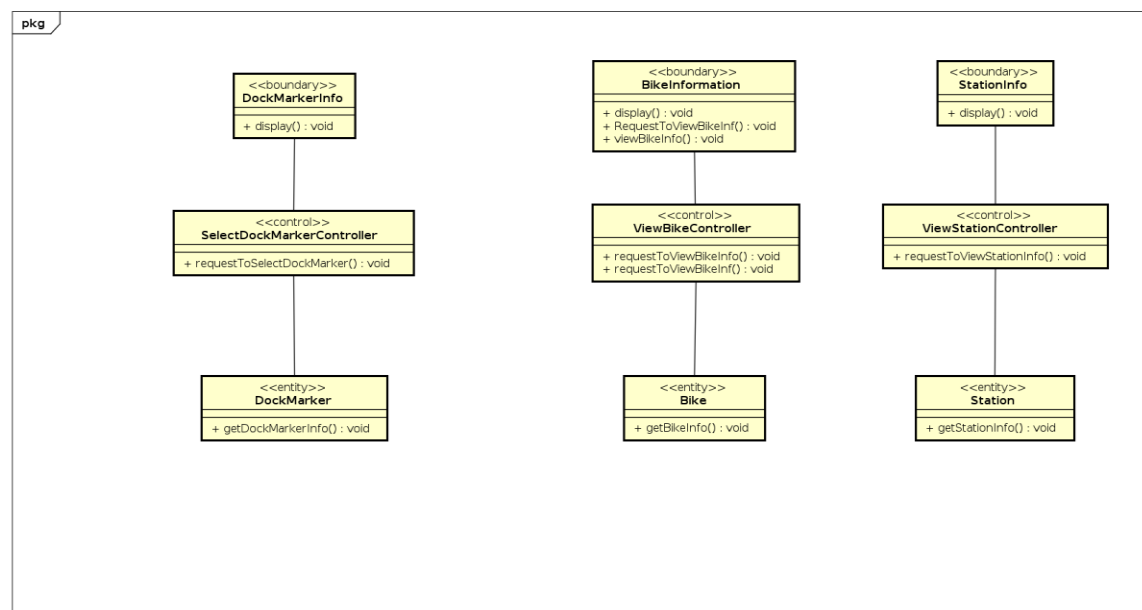 pkg
<<boundary>>
DockMarkerInfo
+ display() : void
<<control>>
SelectDockMarkerController
+ requestToSelectDockMarker() : void
<<entity>>
DockMarker
+ getDockMarkerInfo() : void
<<boundary>>
BikeInformation
+ display() : void
+ RequestToViewBikeInf() : void
+ viewBikeInfo() : void
<<control>>
ViewBikeController
+ requestToViewBikeInfo() : void
+ requestToViewBikeInf() : void
<<entity>>
Bike
+ getBikeInfo() : void
<<boundary>>
StationInfo
+ display() : void
<<control>>
ViewStationController
+ requestToViewStationInfo() : void
<<entity>>
Station
+ getStationInfo() : void